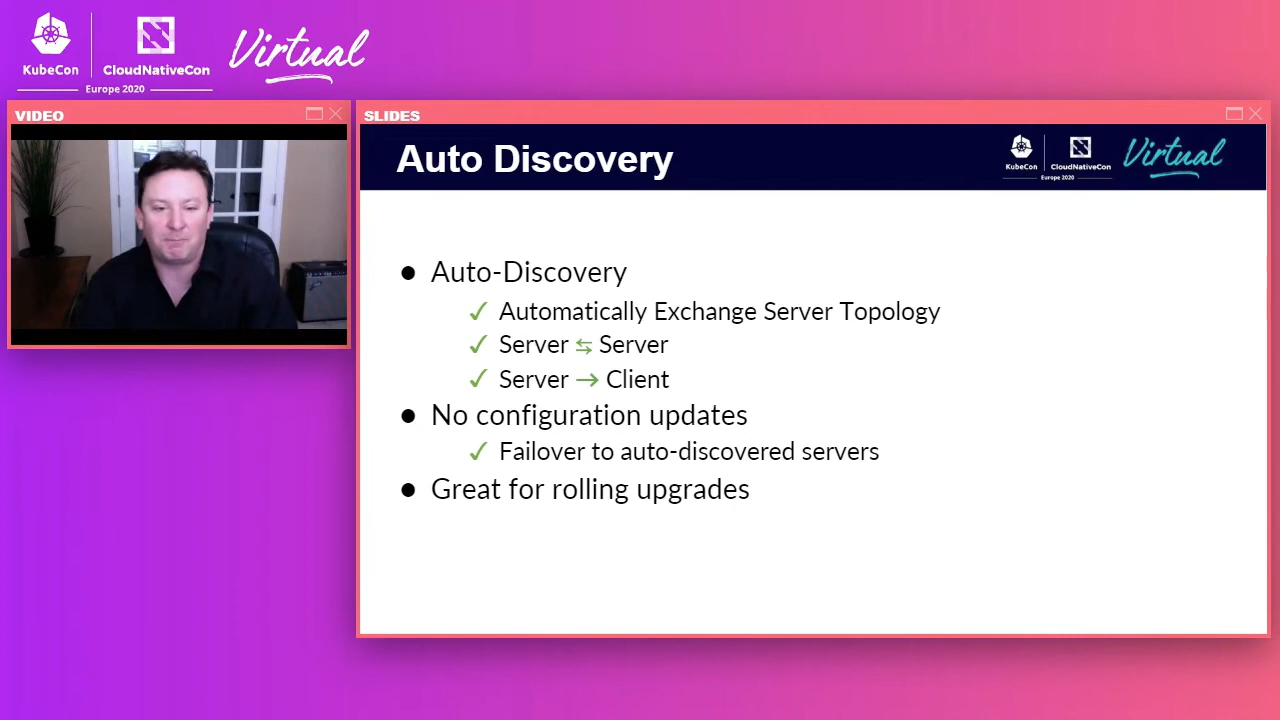 KubeCon
CloudNativeCon
Europe 2020
Virtual
VIDEO
SLIDES
Auto Discovery
KubeCon
CloudNativeCon
Europe 2020
Virtual
● Auto-Discovery
✓ Automatically Exchange Server Topology
✓ Server ⇆ Server
✓ Server → Client
● No configuration updates
✓ Failover to auto-discovered servers
● Great for rolling upgrades